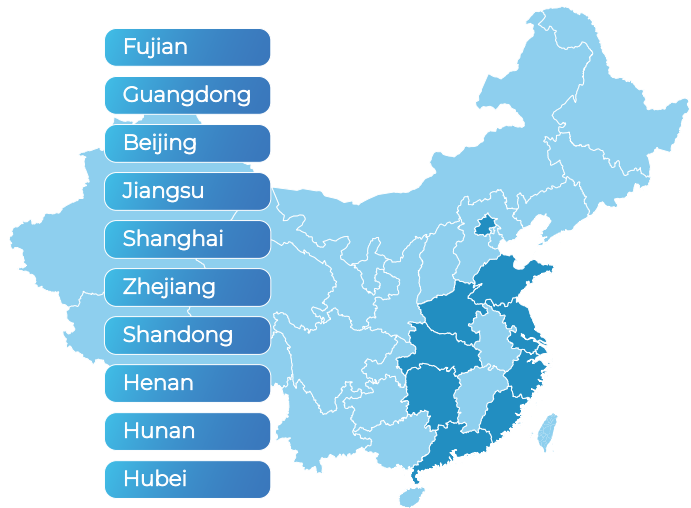 Fujian
Guangdong
Beijing
Jiangsu
Shanghai
Zhejiang
Shandong
Henan
Hunan
Hubei